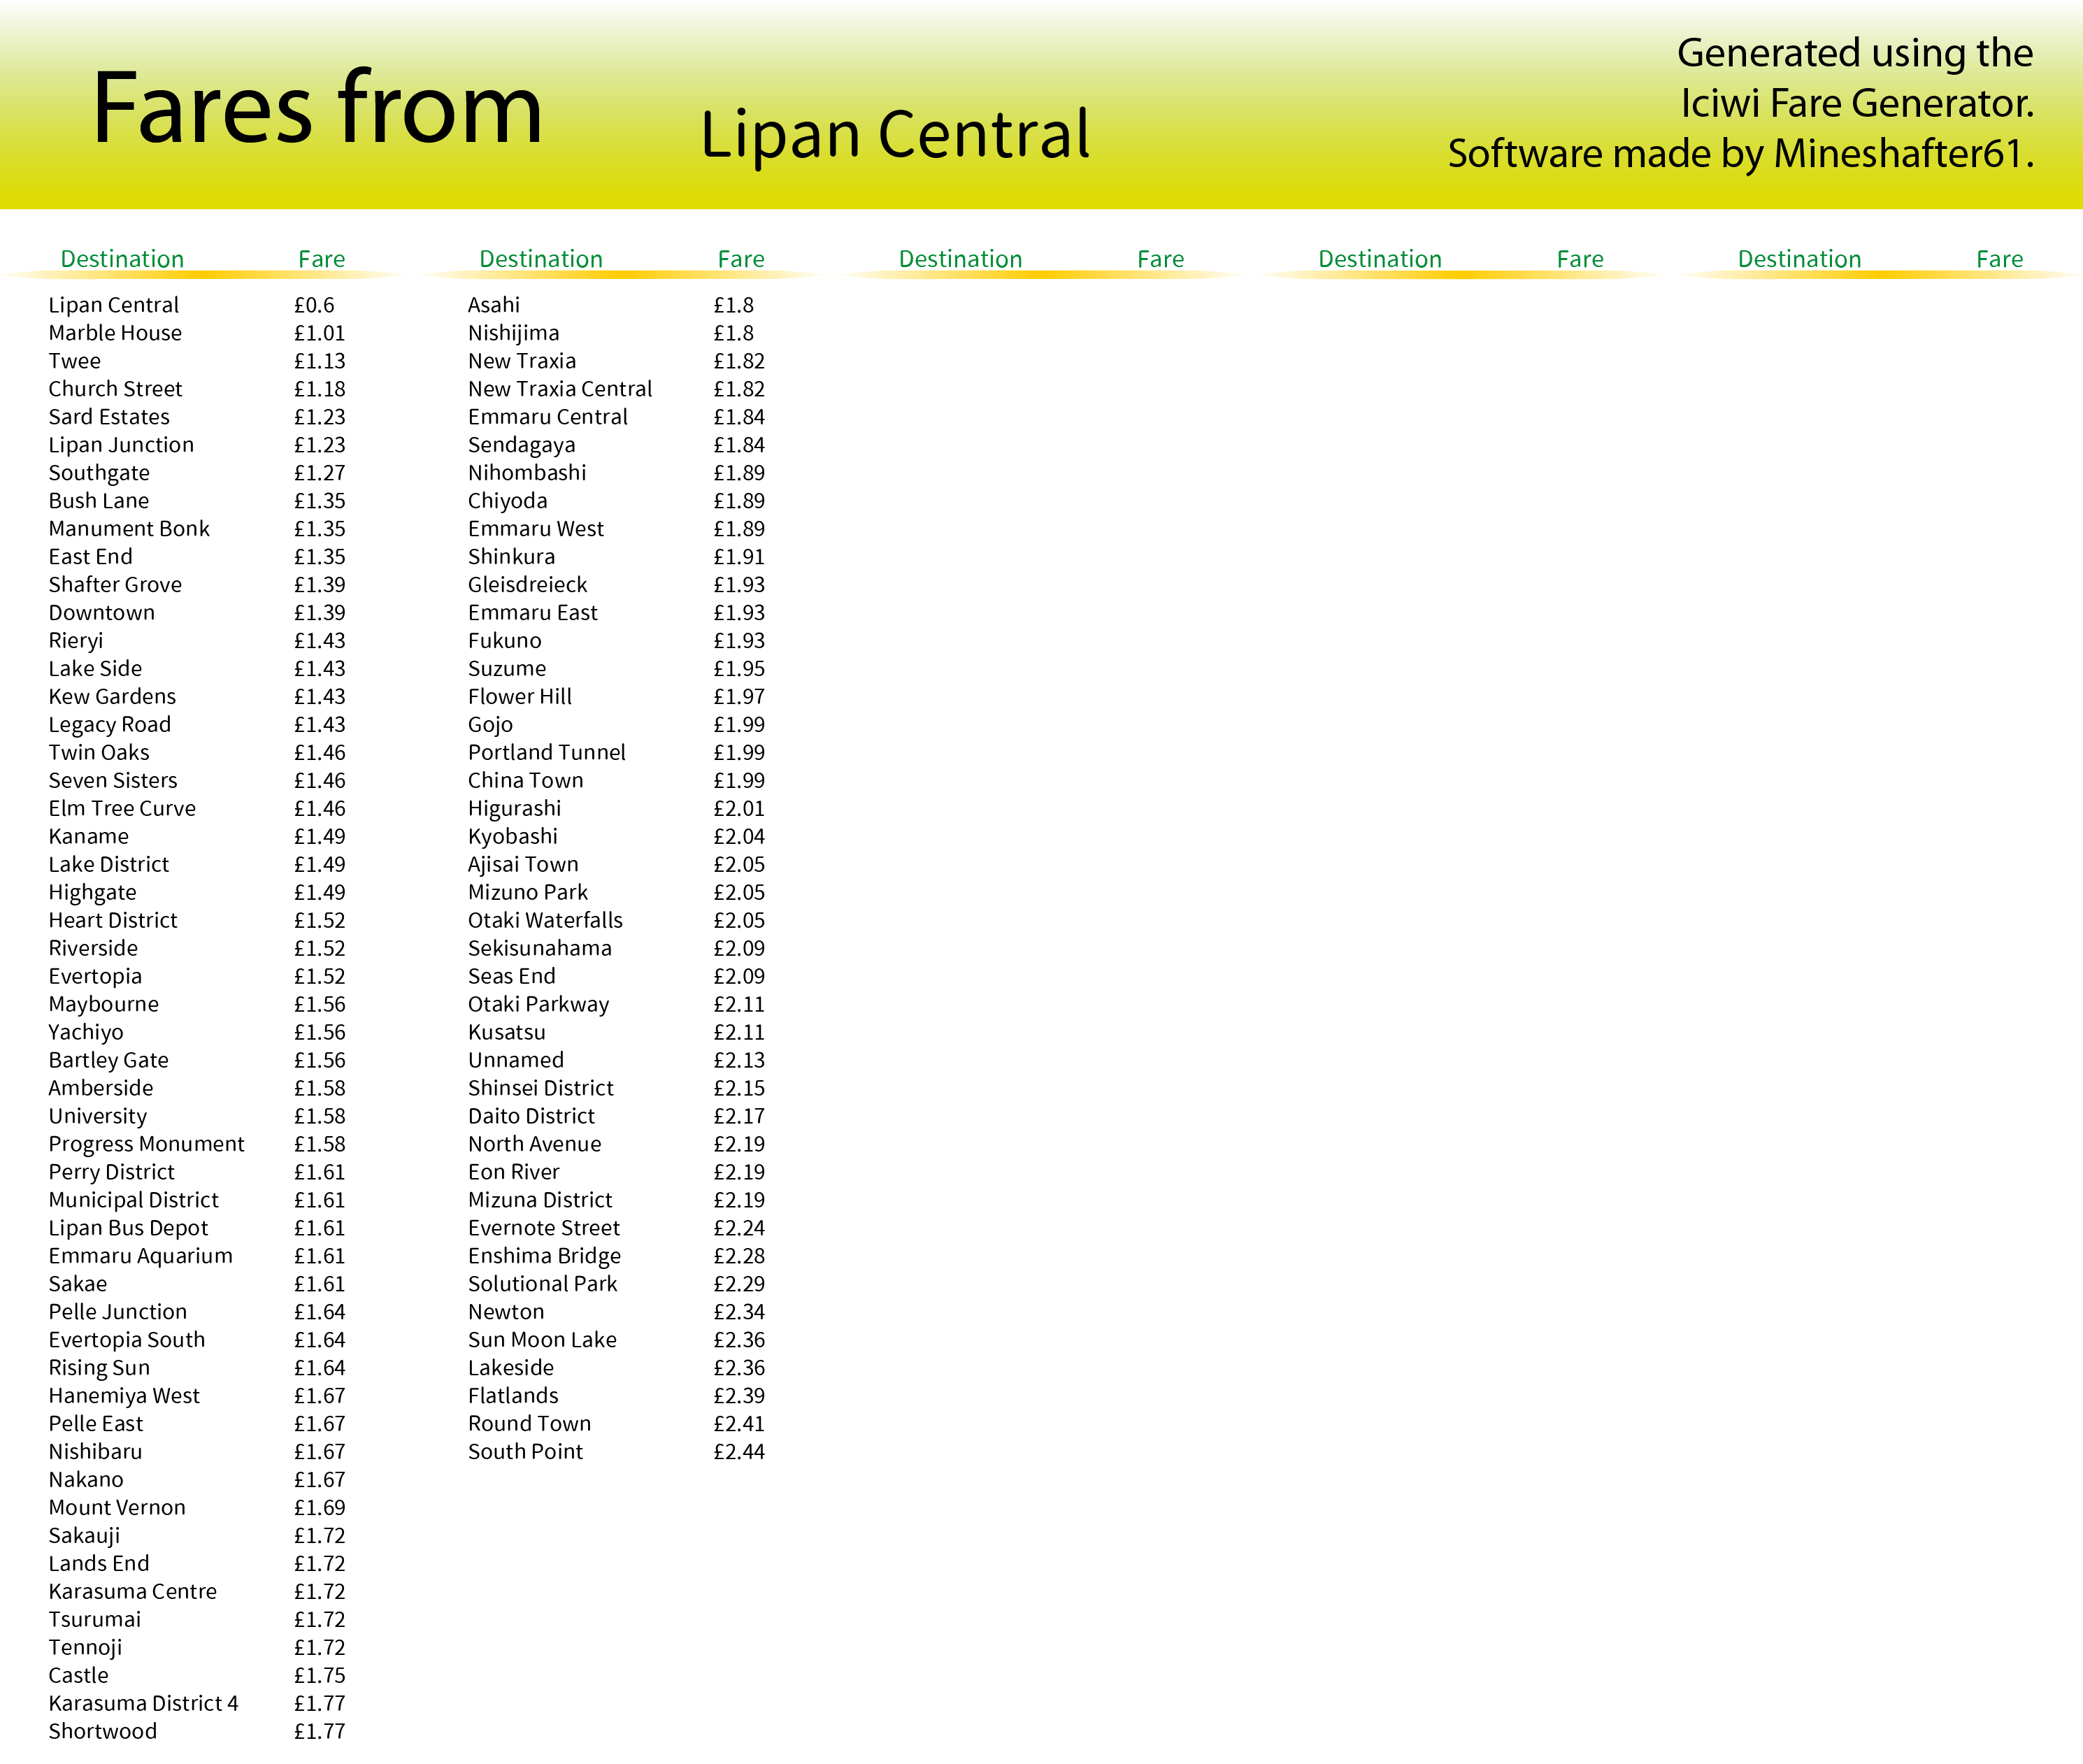 Fares from
Lipan Central
Generated using the
Iciwi Fare Generator.
Software made by Mineshafter61.
Destination Fare
Lipan Central £0.6
Marble House £1.01
Twee £1.13
Church Street £1.18
Sard Estates £1.23
Lipan Junction £1.23
Southgate £1.27
Bush Lane £1.35
Manument Bonk £1.35
East End £1.35
Shafter Grove £1.39
Downtown £1.39
Rieryi £1.43
Lake Side £1.43
Kew Gardens £1.43
Legacy Road £1.43
Twin Oaks £1.46
Seven Sisters £1.46
Elm Tree Curve £1.46
Kaname £1.49
Lake District £1.49
Highgate £1.49
Heart District £1.52
Riverside £1.52
Evertopia £1.52
Maybourne £1.56
Yachiyo £1.56
Bartley Gate £1.56
Amberside £1.58
University £1.58
Progress Monument £1.58
Perry District £1.61
Municipal District £1.61
Lipan Bus Depot £1.61
Emmaru Aquarium £1.61
Sakae £1.61
Pelle Junction £1.64
Evertopia South £1.64
Rising Sun £1.64
Hanemiya West £1.67
Pelle East £1.67
Nishibaru £1.67
Nakano £1.67
Mount Vernon £1.69
Sakauji £1.72
Lands End £1.72
Karasuma Centre £1.72
Tsurumai £1.72
Tennoji £1.72
Castle £1.75
Karasuma District 4 £1.77
Shortwood £1.77
Destination Fare
Asahi £1.8
Nishijima £1.8
New Traxia £1.82
New Traxia Central £1.82
Emmaru Central £1.84
Sendagaya £1.84
Nihombashi £1.89
Chiyoda £1.89
Emmaru West £1.89
Shinkura £1.91
Gleisdreieck £1.93
Emmaru East £1.93
Fukuno £1.93
Suzume £1.95
Flower Hill £1.97
Gojo £1.99
Portland Tunnel £1.99
China Town £1.99
Higurashi £2.01
Kyobashi £2.04
Ajisai Town £2.05
Mizuno Park £2.05
Otaki Waterfalls £2.05
Sekisunahama £2.09
Seas End £2.09
Otaki Parkway £2.11
Kusatsu £2.11
Unnamed £2.13
Shinsei District £2.15
Daito District £2.17
North Avenue £2.19
Eon River £2.19
Mizuna District £2.19
Evernote Street £2.24
Enshima Bridge £2.28
Solutional Park £2.29
Newton £2.34
Sun Moon Lake £2.36
Lakeside £2.36
Flatlands £2.39
Round Town £2.41
South Point £2.44
Destination Fare
Destination Fare
Destination Fare